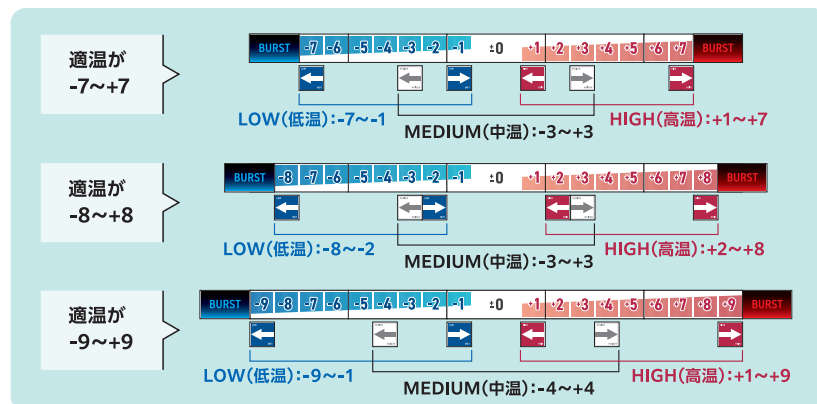 適温が
-7~+7
BURST -7 -6 -5 -4 -3 -2 -1 ±0 +1 +2 +3 +4 +5 +6 +7 BURST
LOW(低温):-7~-1
MEDIUM(中温):-3~+3
HIGH(高温):+1~+7
適温が
-8~+8
BURST -8 -7 -6 -5 -4 -3 -2 -1 ±0 +1 +2 +3 +4 +5 +6 +7 +8 BURST
LOW(低温):-8~-2
MEDIUM(中温):-3~+3
HIGH(高温):+2~+8
適温が
-9~+9
BURST -9 -8 -7 -6 -5 -4 -3 -2 -1 ±0 +1 +2 +3 +4 +5 +6 +7 +8 +9 BURST
LOW(低温):-9~-1
MEDIUM(中温):-4~+4
HIGH(高温):+1~+9